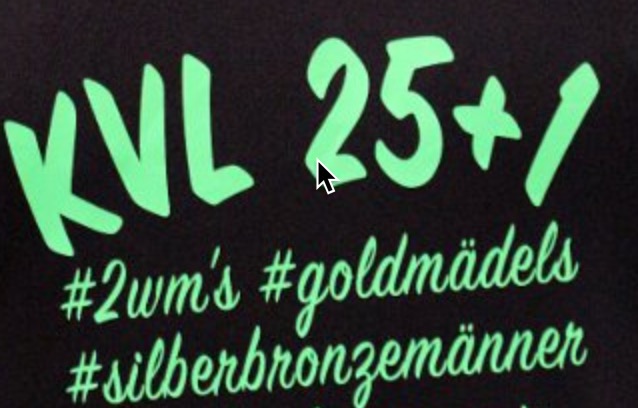 KVL 25+1
#2wm's #goldmädels
#silberbronzemänner